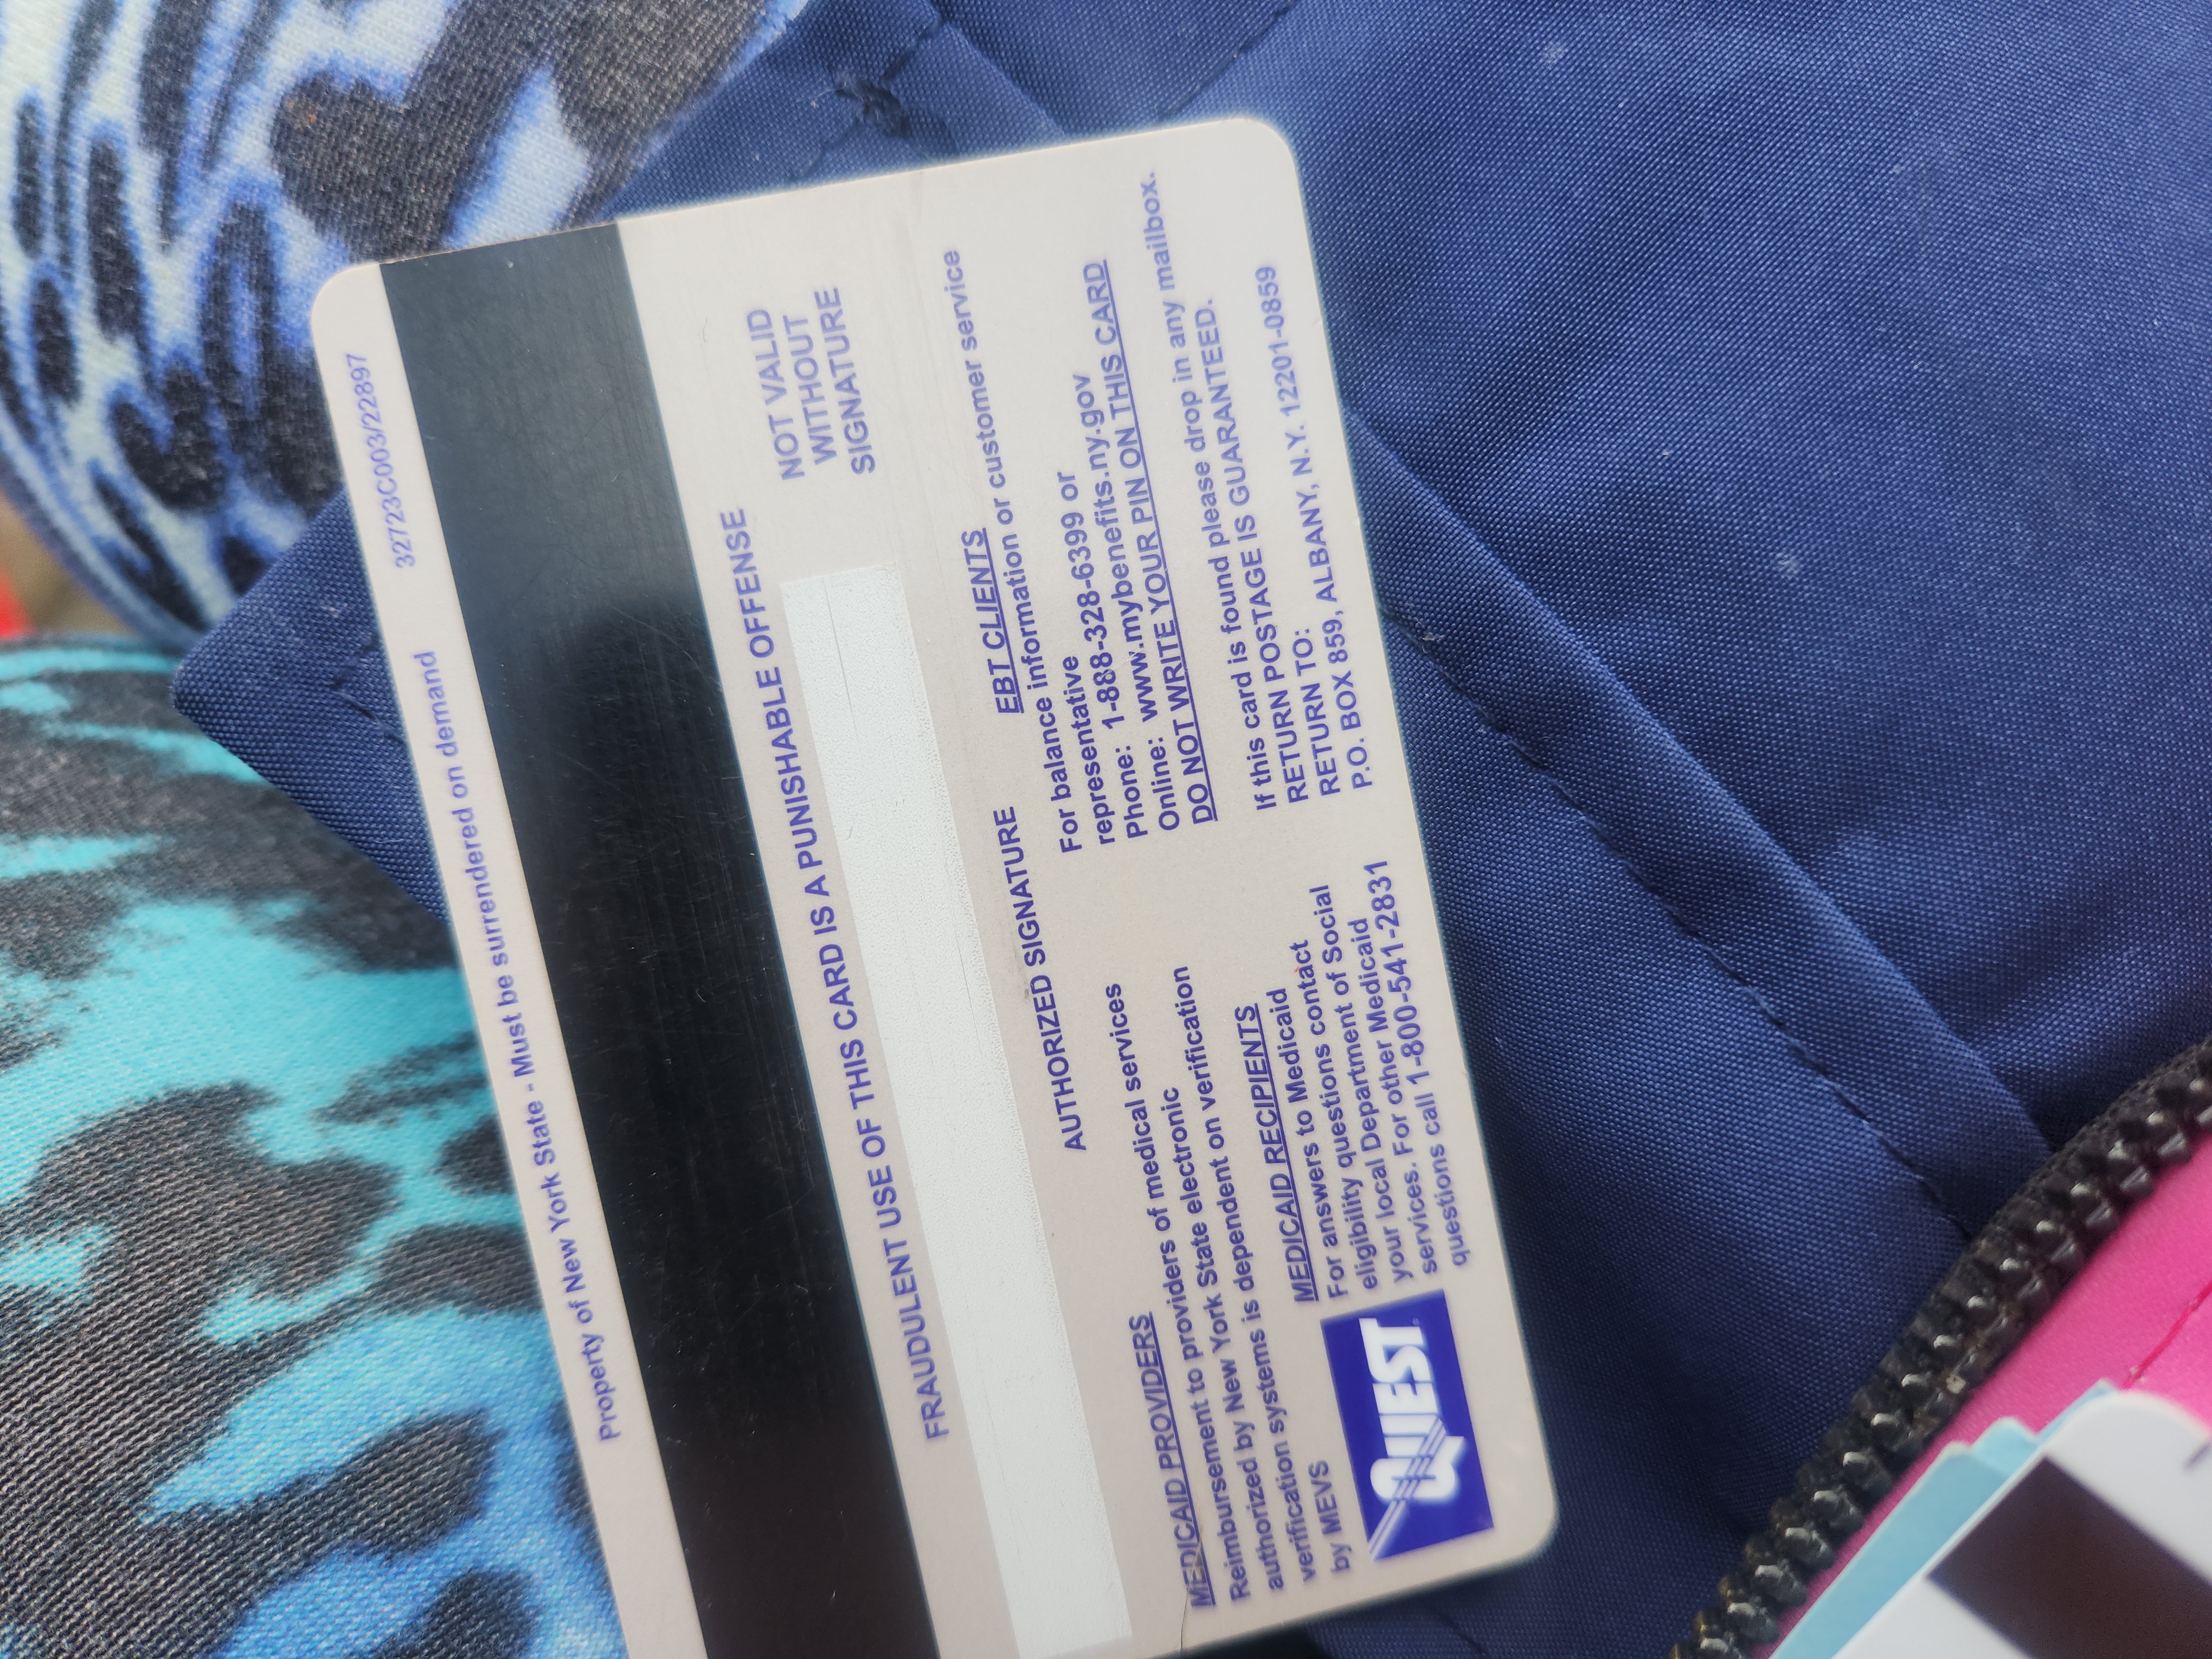 Property of New York State - Must be surrendered on demand 32723C003/22897
FRAUDULENT USE OF THIS CARD IS A PUNISHABLE OFFENSE
NOT VALID
WITHOUT
SIGNATURE
AUTHORIZED SIGNATURE
MEDICAID PROVIDERS
Reimbursement to providers of medical services
authorized by New York State electronic
verification systems is dependent on verification
by MEVS
MEDICAID RECIPIENTS
For answers to Medicaid
eligibility questions contact
your local Department of Social
services. For other Medicaid
questions call 1-800-541-2831
QUEST
EBT CLIENTS
For balance information or customer service
representative
Phone: 1-888-328-6399 or
Online: www.mybenefits.ny.gov
DO NOT WRITE YOUR PIN ON THIS CARD
If this card is found please drop in any mailbox.
RETURN POSTAGE IS GUARANTEED.
RETURN TO:
P.O. BOX 859, ALBANY, N.Y. 12201-0859